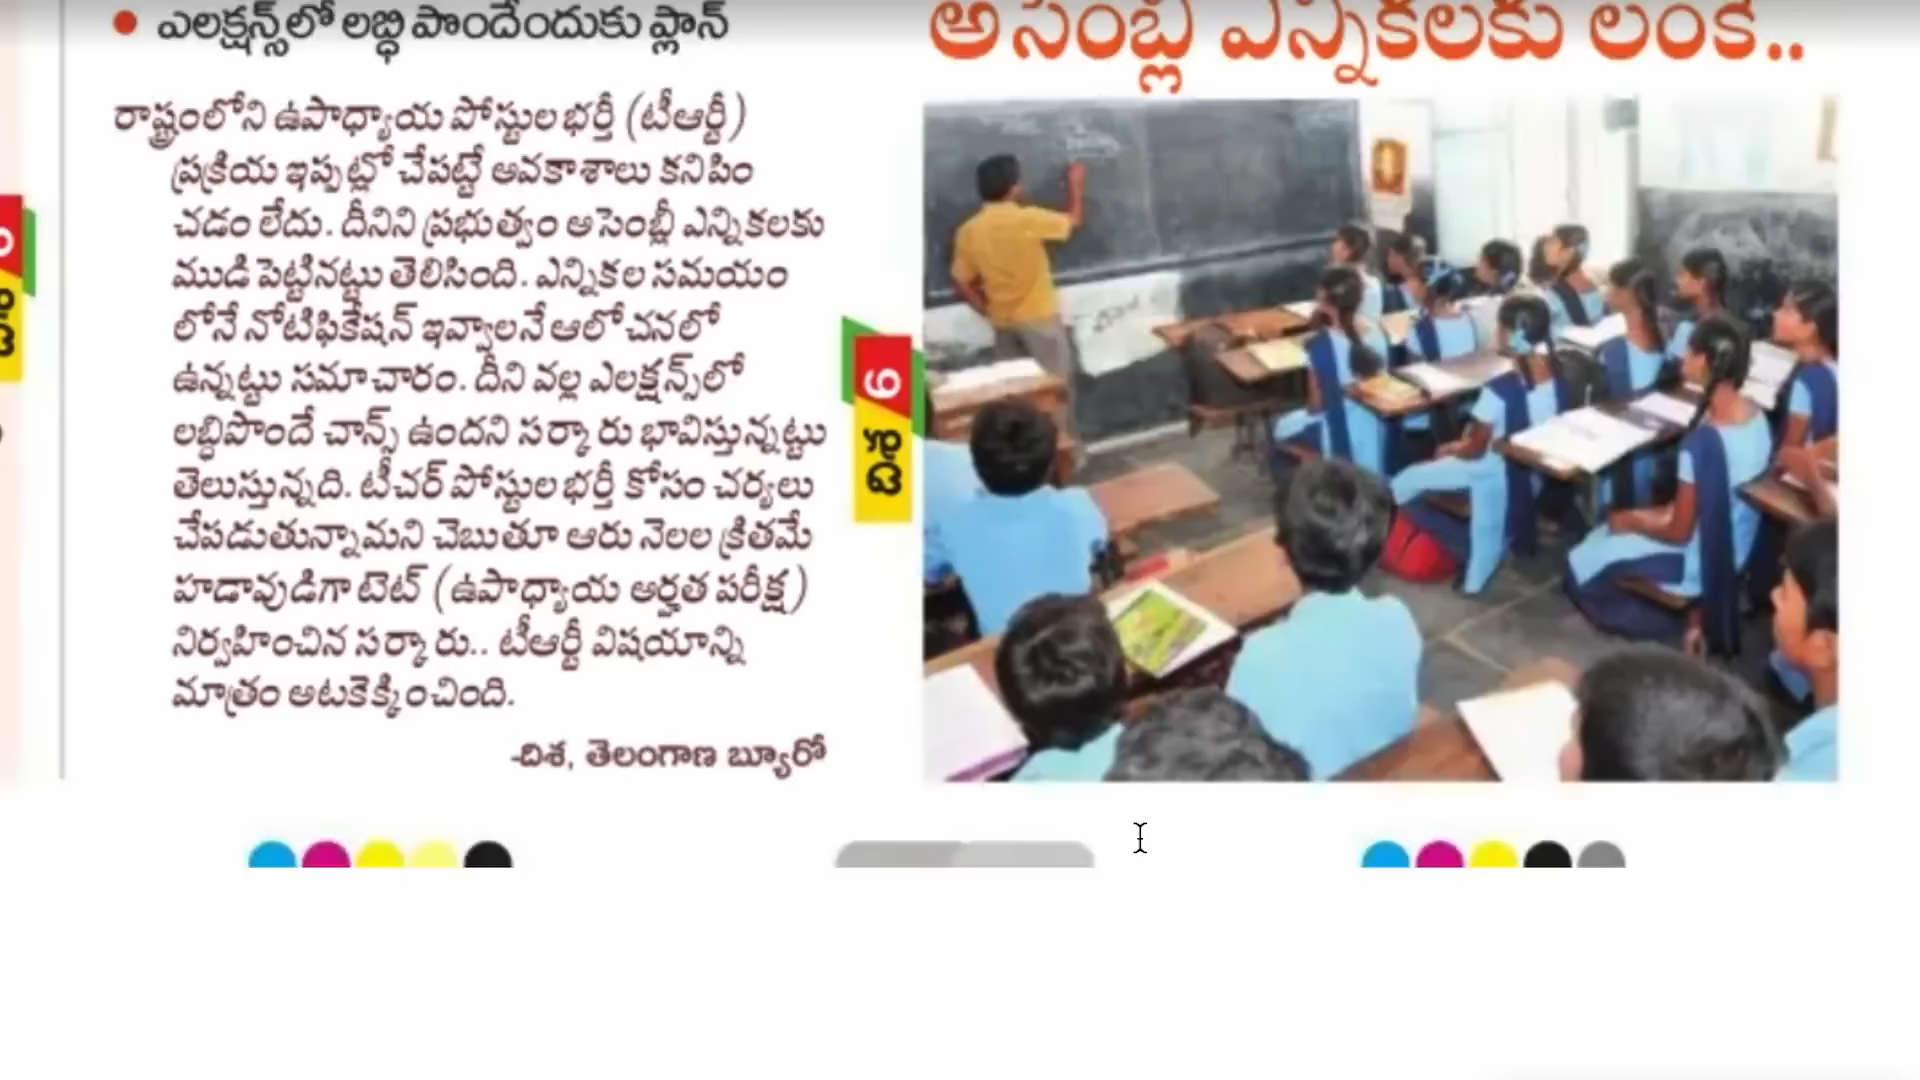 ఎలక్షన్స్‌లో లబ్ధి పొందేందుకు ప్లాన్
అసెంబ్లీ ఎన్నికలకు లింక్..
రాష్ట్రంలోని ఉపాధ్యాయ పోస్టుల భర్తీ (టీఆర్టీ)
ప్రక్రియ ఇప్పట్లో చేపట్టే అవకాశాలు కనిపిం
చడం లేదు. దీనిని ప్రభుత్వం అసెంబ్లీ ఎన్నికలకు
ముడి పెట్టినట్టు తెలిసింది. ఎన్నికల సమయం
లోనే నోటిఫికేషన్ ఇవ్వాలనే ఆలోచనలో
ఉన్నట్టు సమాచారం. దీని వల్ల ఎలక్షన్స్‌లో
లబ్ధిపొందే చాన్స్ ఉందని సర్కారు భావిస్తున్నట్టు
తెలుస్తున్నది. టీచర్ పోస్టుల భర్తీ కోసం చర్యలు
చేపడుతున్నామని చెబుతూ ఆరు నెలల క్రితమే
హడావుడిగా టెట్ (ఉపాధ్యాయ అర్హత పరీక్ష)
నిర్వహించిన సర్కారు.. టీఆర్టీ విషయాన్ని
మాత్రం అటకెక్కించింది.
-దిశ, తెలంగాణ బ్యూరో